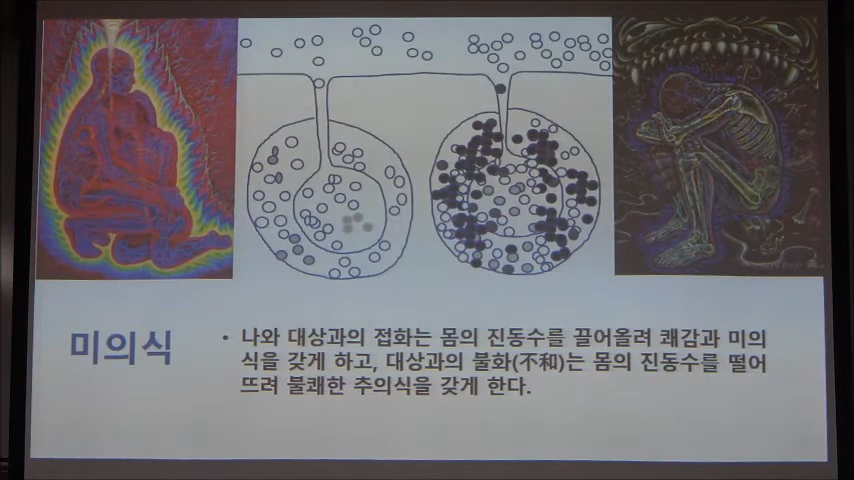 미의식
• 나와 대상과의 접화는 몸의 진동수를 끌어올려 쾌감과 미의
식을 갖게 하고, 대상과의 불화(不和)는 몸의 진동수를 떨어
뜨려 불쾌한 추의식을 갖게 한다.